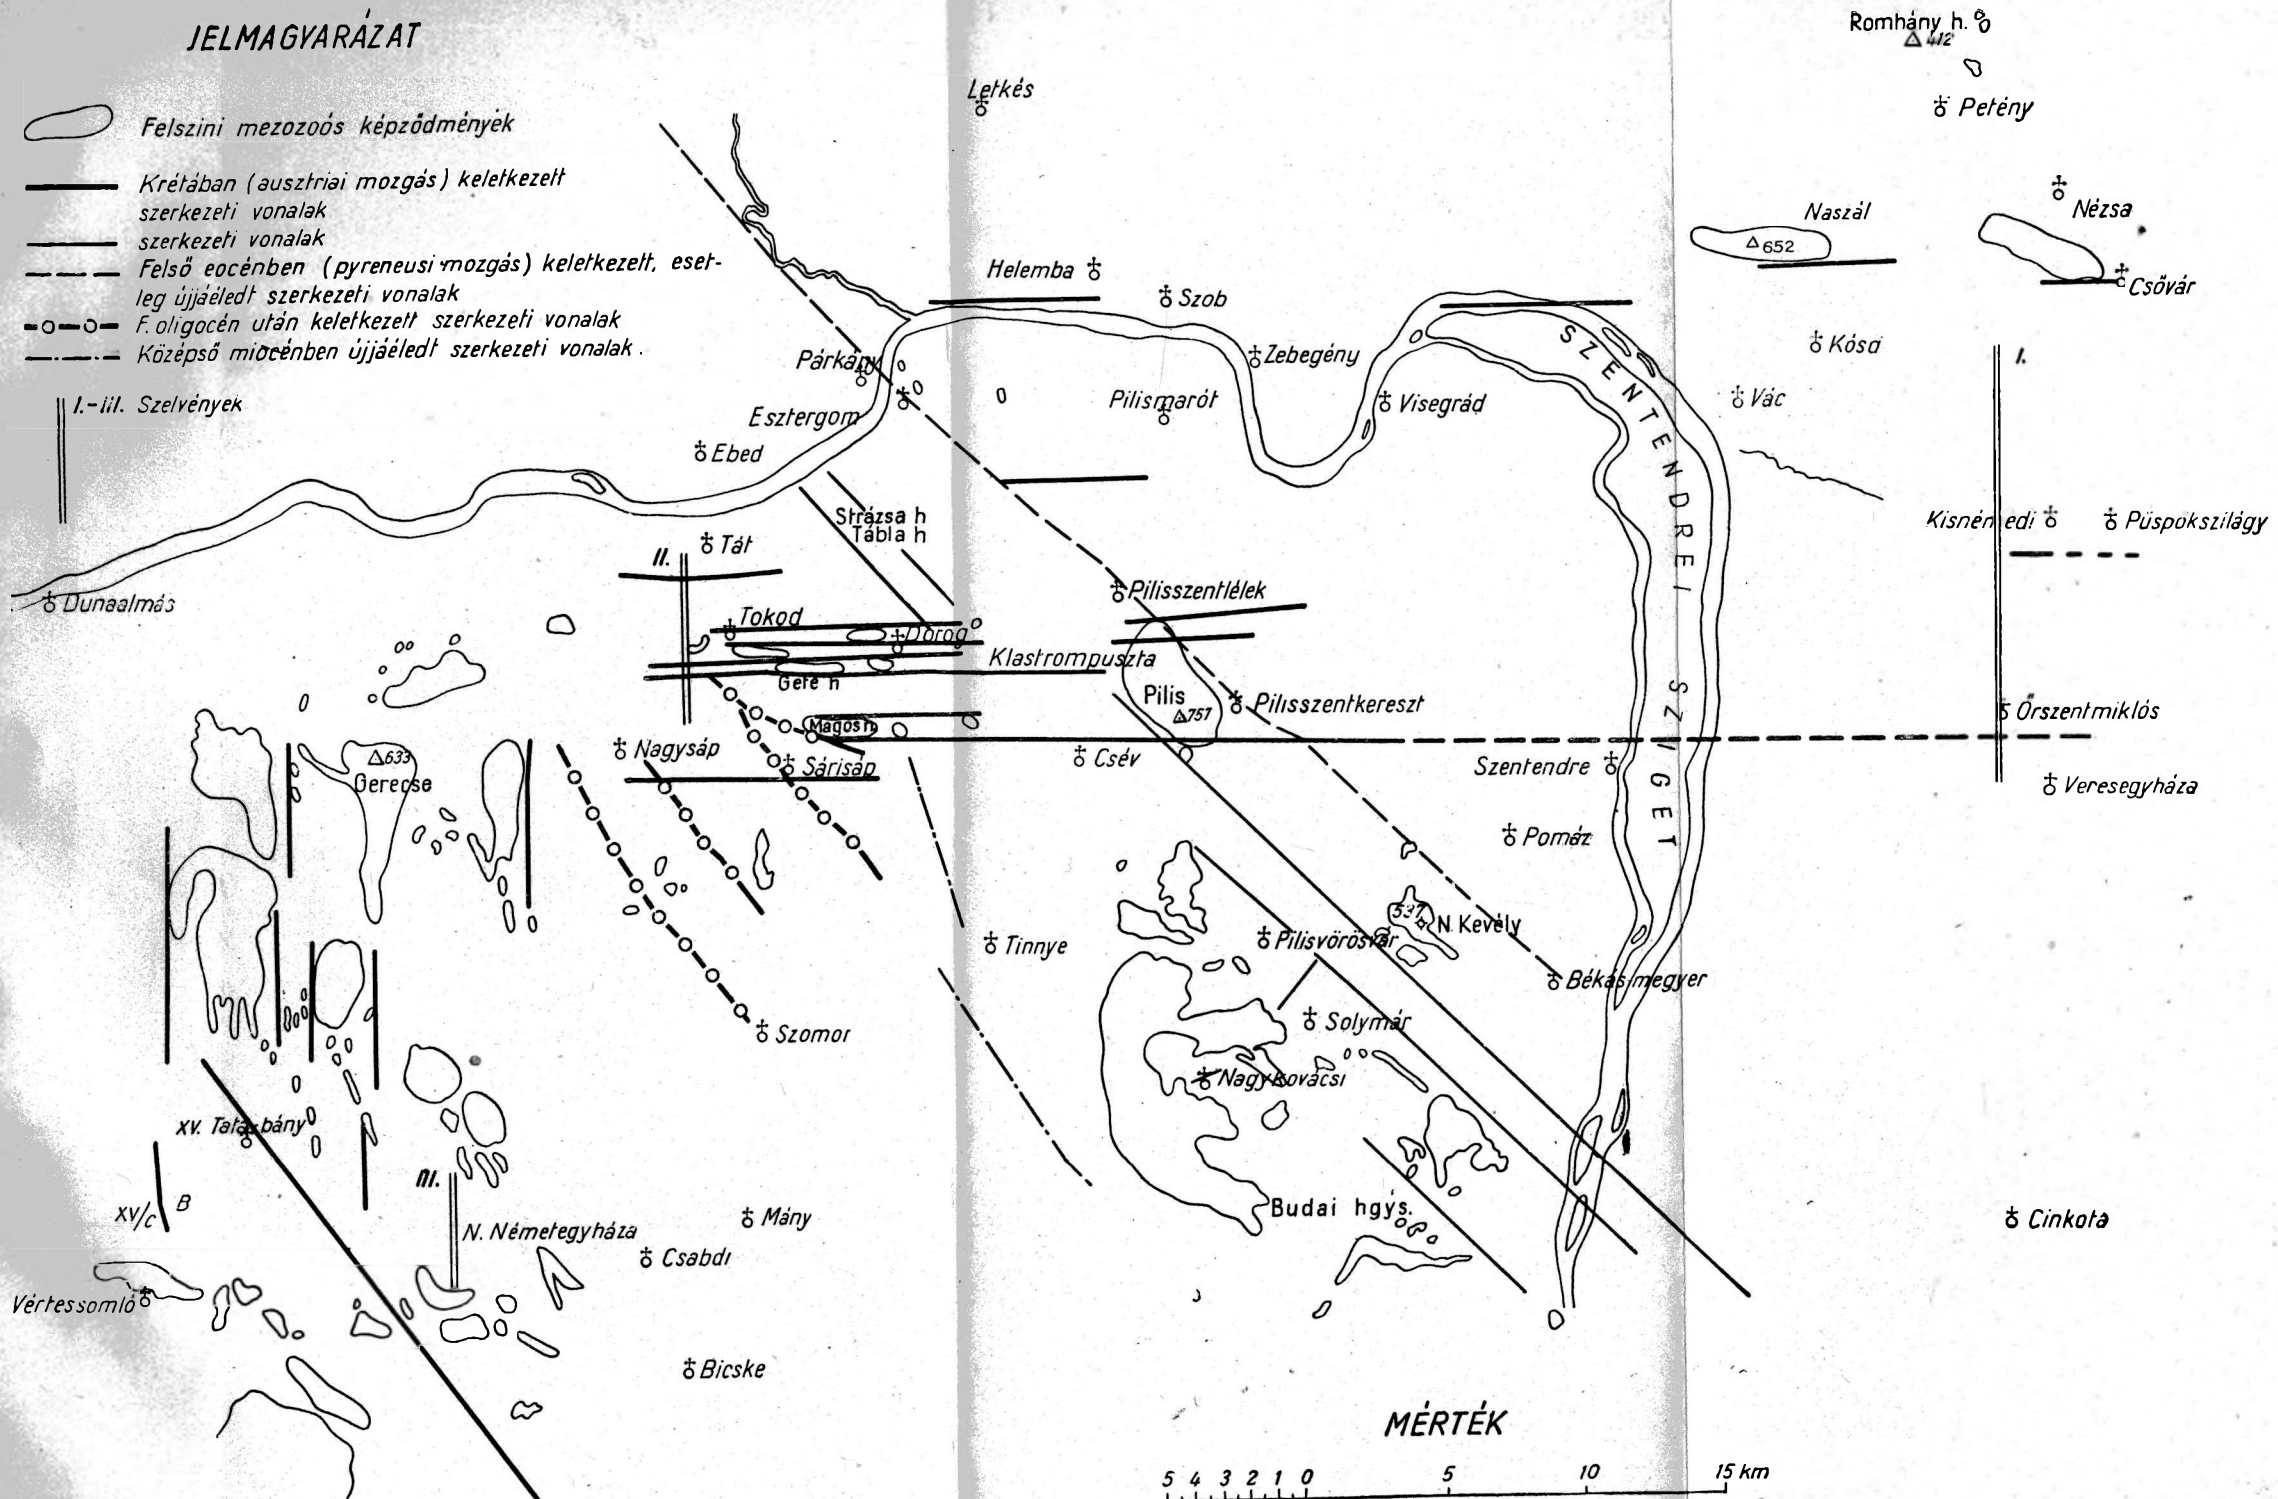 JELMAGYARÁZAT
Felszíni mezozoós képződmények
Krétában (ausztriai mozgás) keletkezett
szerkezeti vonalak
szerkezeti vonalak
Felső eocénben (pyreneusi mozgás) keletkezett, eset-
leg újjáéledt szerkezeti vonalak
F. oligocén után keletkezett szerkezeti vonalak
Középső miocénben újjáéledt szerkezeti vonalak.
I.-III. Szelvények
Romhány h.
412
Letkés
Petény
Nézsa
Naszál
652
Csővár
Helemba
Szob
Kósd
I.
Párkány
Zebegény
Esztergom
Pilismarót
Visegrád
Vác
Ebed
SZENTENDREI SZIGET
Strázsa h
Tábla h
Kisnémedi
Püspökszilágy
Tát
II.
Dunaalmás
Pilisszentlélek
Tokod
Dorog
Klastrompuszta
Gete h
Pilis
757
Pilisszentkereszt
Őrszentmiklós
Magos h
Nagysáp
Sárisáp
Csév
Szentendre
Veresegyháza
633
Gerecse
Pomáz
537
N. Kevély
Pilisvörösvár
Tinnye
Békásmegyer
Solymár
Szomor
Nagykovácsi
XV. Tatabánya
III.
XV/c
B
Budai hgys.
Mány
Cinkota
N. Németegyháza
Csabdi
Vértessomló
Bicske
MÉRTÉK
5 4 3 2 1 0 5 10 15 km